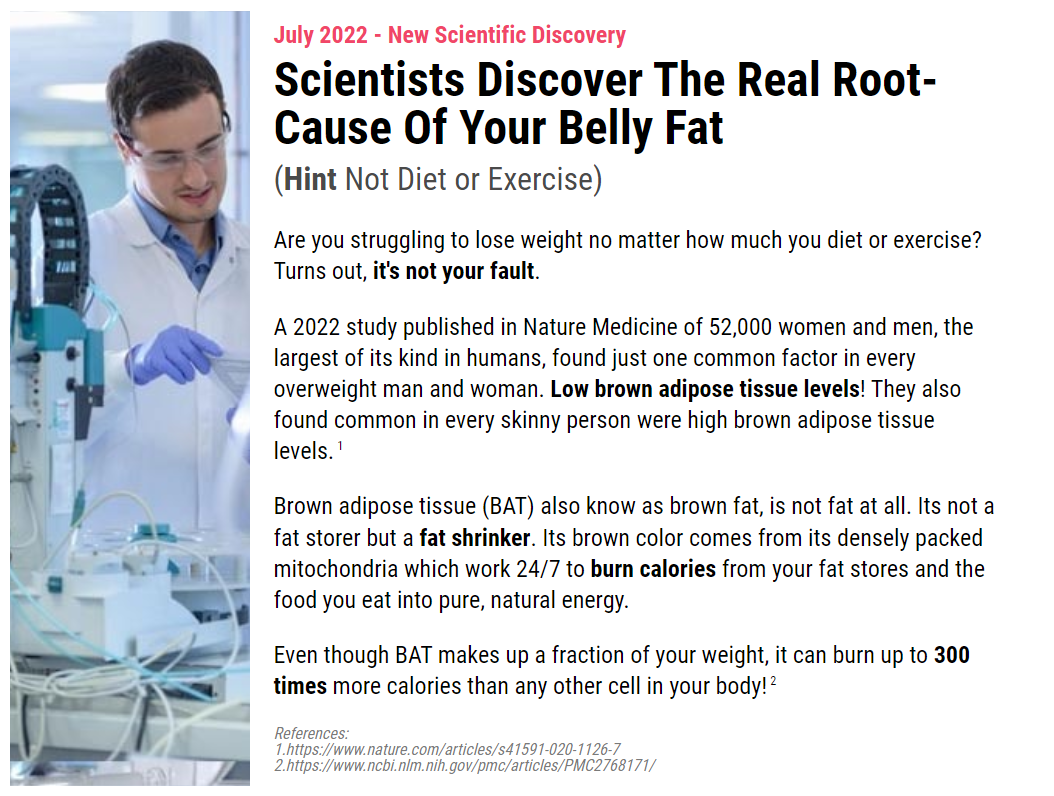 July 2022 - New Scientific Discovery
Scientists Discover The Real Root-
Cause Of Your Belly Fat
(Hint Not Diet or Exercise)
Are you struggling to lose weight no matter how much you diet or exercise?
Turns out, it's not your fault.
A 2022 study published in Nature Medicine of 52,000 women and men, the
largest of its kind in humans, found just one common factor in every
overweight man and woman. Low brown adipose tissue levels! They also
found common in every skinny person were high brown adipose tissue
levels. 1
Brown adipose tissue (BAT) also know as brown fat, is not fat at all. Its not a
fat storer but a fat shrinker. Its brown color comes from its densely packed
mitochondria which work 24/7 to burn calories from your fat stores and the
food you eat into pure, natural energy.
Even though BAT makes up a fraction of your weight, it can burn up to 300
times more calories than any other cell in your body! 2
References:
1.https://www.nature.com/articles/s41591-020-1126-7
2.https://www.ncbi.nlm.nih.gov/pmc/articles/PMC2768171/